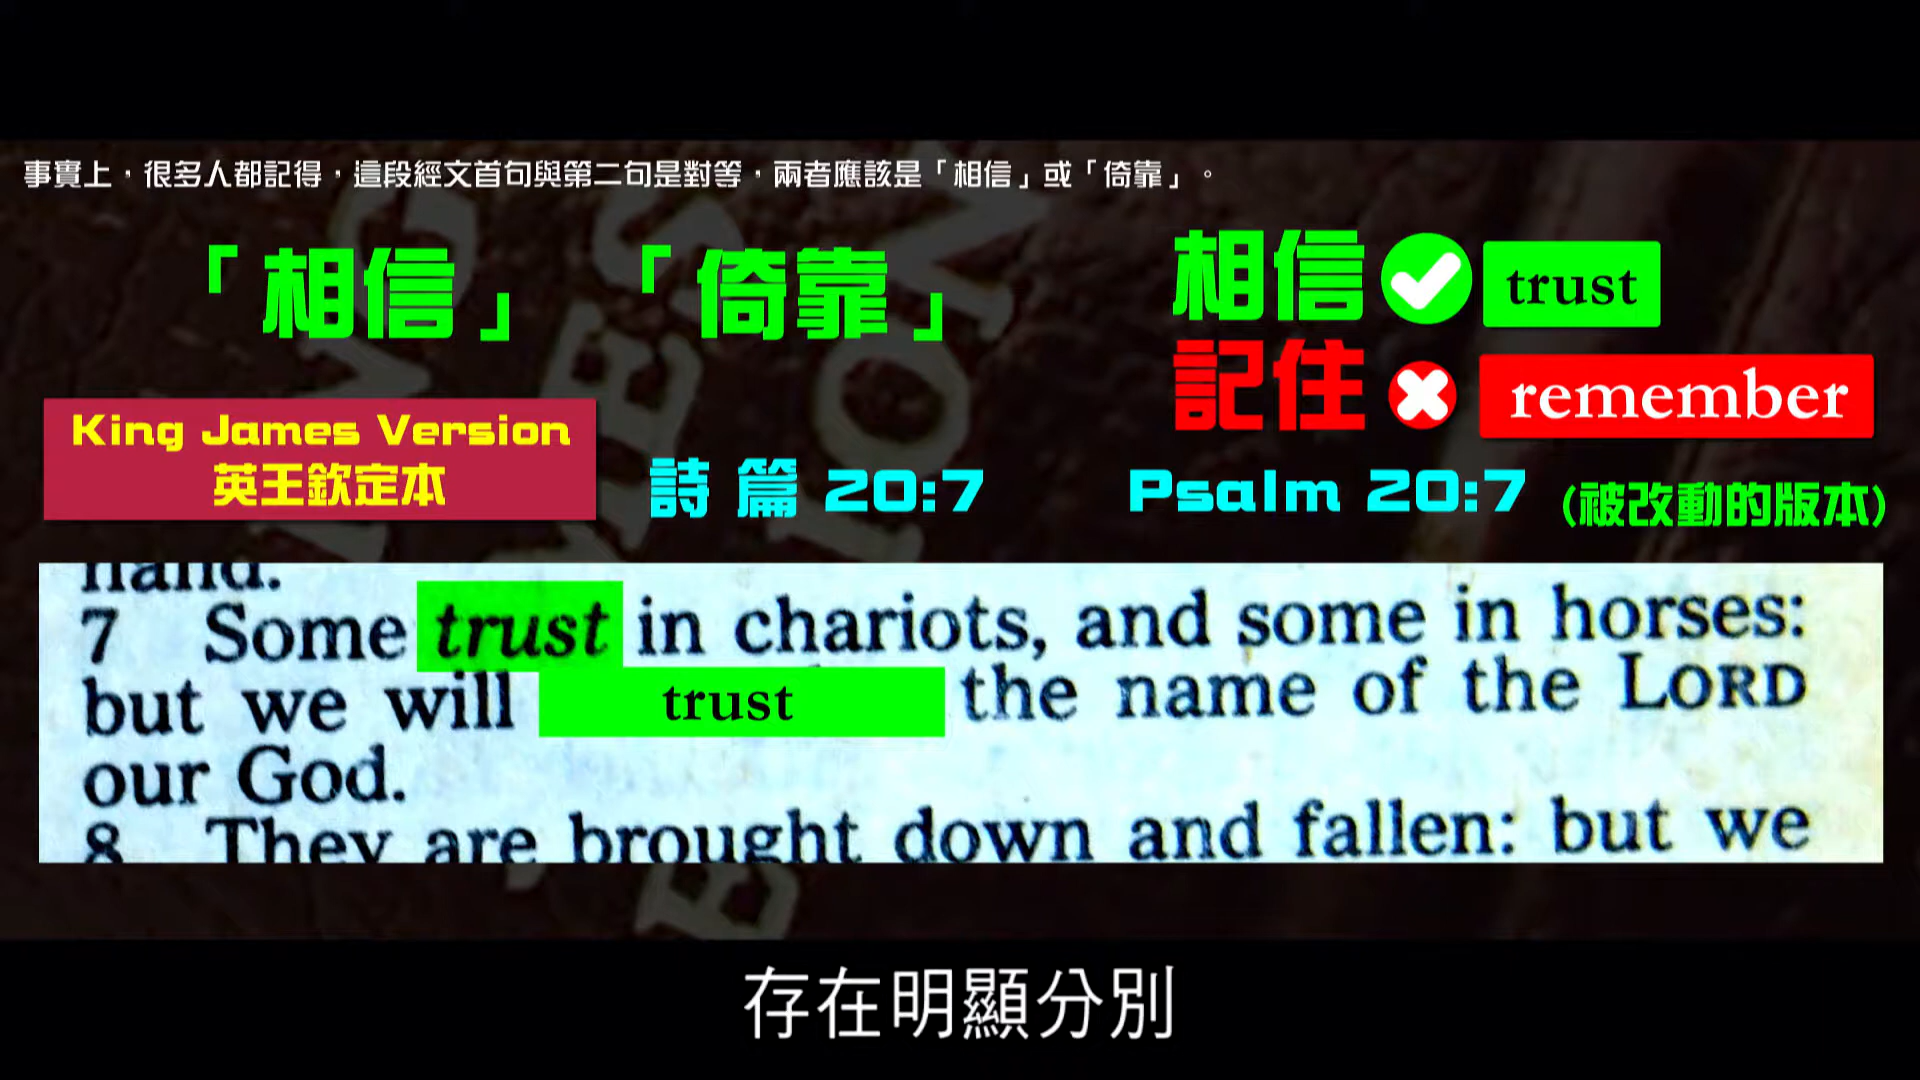 事實上，很多人都記得，這段經文首句與第二句是對等，兩者應該是「相信」或「倚靠」。
「相信」「倚靠」
相信 trust
記住 remember
King James Version
英王欽定本
詩篇 20:7
Psalm 20:7 (被改動的版本)
hand.
7 Some trust in chariots, and some in horses:
but we will trust the name of the LORD
our God.
8 They are brought down and fallen: but we
存在明顯分別